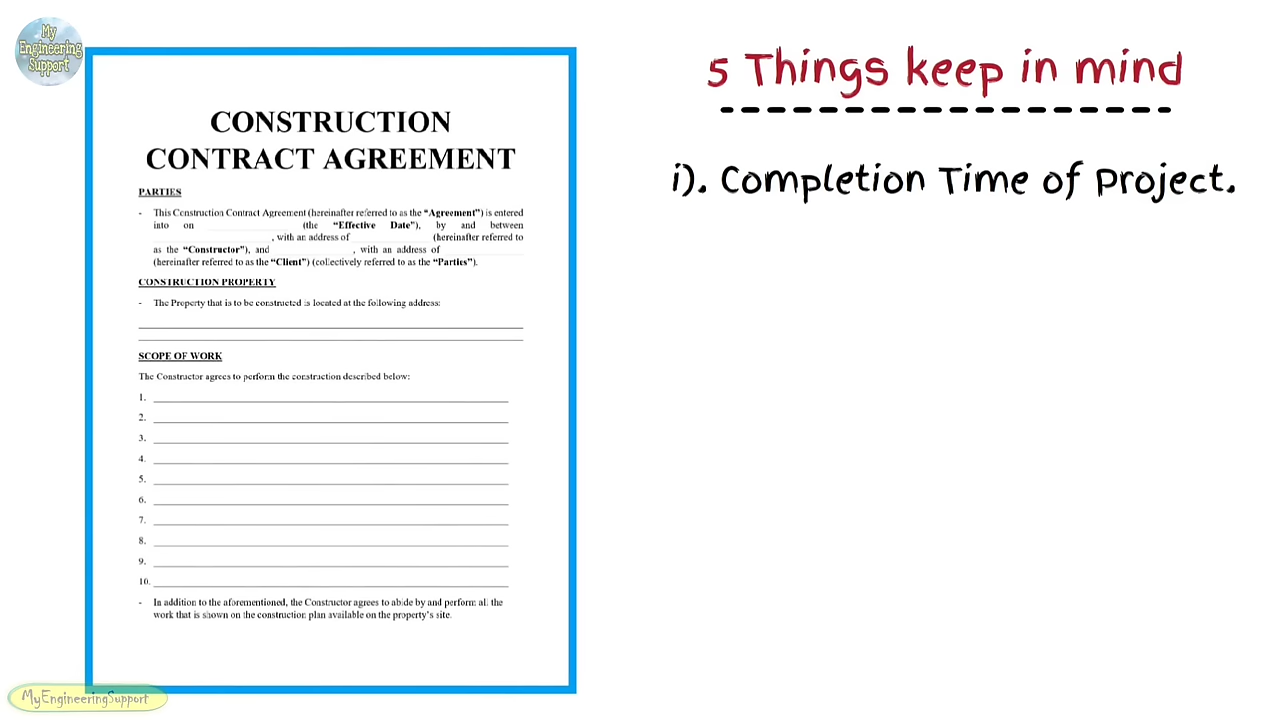 My
Engineering
Support
CONSTRUCTION
CONTRACT AGREEMENT
PARTIES
- This Construction Contract Agreement (hereinafter referred to as the “Agreement”) is entered
into on (the “Effective Date”), by and between
, with an address of (hereinafter referred to
as the “Constructor”), and , with an address of
(hereinafter referred to as the “Client”) (collectively referred to as the “Parties”).
CONSTRUCTION PROPERTY
- The Property that is to be constructed is located at the following address:
SCOPE OF WORK
The Constructor agrees to perform the construction described below:
1.
2.
3.
4.
5.
6.
7.
8.
9.
10.
- In addition to the aforementioned, the Constructor agrees to abide by and perform all the
work that is shown on the construction plan available on the property’s site.
5 Things keep in mind
i). Completion Time of Project.
MyEngineeringSupport